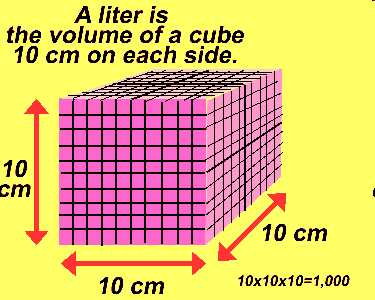 A liter is
the volume of a cube
10 cm on each side.
10
cm
10 cm
10 cm
10x10x10=1,000